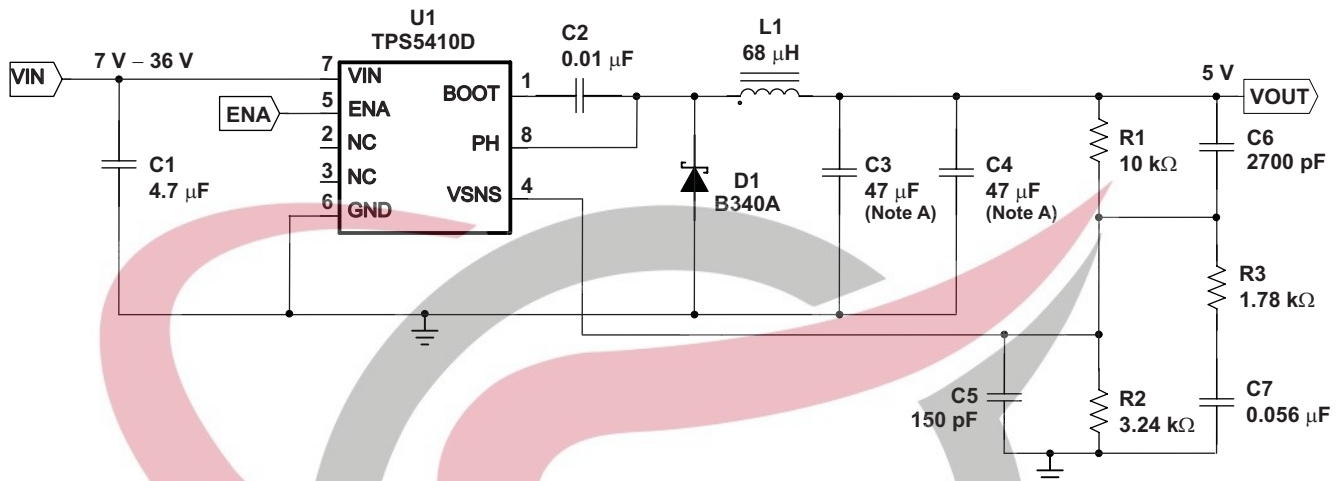 U1
TPS5410D
VIN
7 V – 36 V
C1
4.7 μF
ENA
7
5
2
3
6
VIN
ENA
NC
NC
GND
BOOT
PH
VSNS
1
8
4
C2
0.01 μF
L1
68 μH
D1
B340A
C3
47 μF
(Note A)
C4
47 μF
(Note A)
5 V
VOUT
R1
10 kΩ
C6
2700 pF
R3
1.78 kΩ
C5
150 pF
R2
3.24 kΩ
C7
0.056 μF